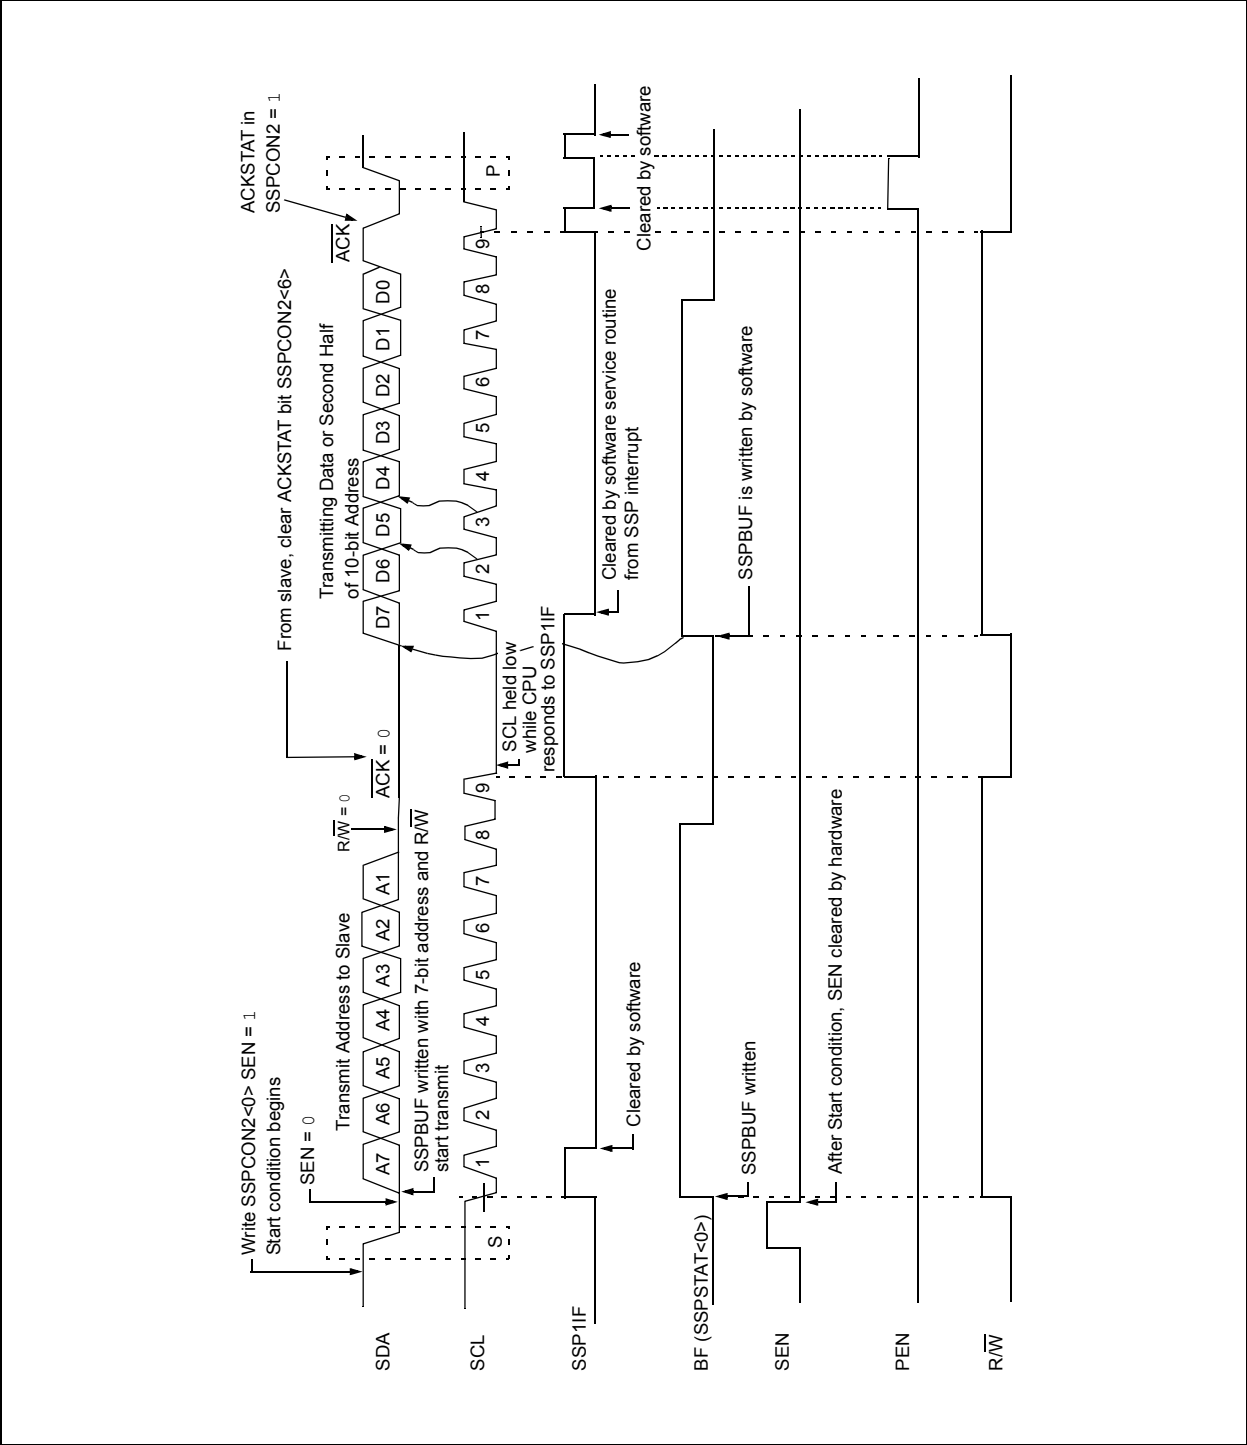 Write SSPCON2<0> SEN = 1
Start condition begins
SEN = 0
From slave, clear ACKSTAT bit SSPCON2<6>
ACKSTAT in
SSPCON2 = 1
Transmit Address to Slave
R/W = 0
ACK = 0
Transmitting Data or Second Half
of 10-bit Address
ACK
SDA
A7 A6 A5 A4 A3 A2 A1
D7 D6 D5 D4 D3 D2 D1 D0
SSPBUF written with 7-bit address and R/W
start transmit
SCL
S
1 2 3 4 5 6 7 8 9
1 2 3 4 5 6 7 8 9
P
SCL held low
while CPU
responds to SSP1IF
SSP1IF
Cleared by software
Cleared by software service routine
from SSP interrupt
Cleared by software
BF (SSPSTAT<0>)
SSPBUF written
SSPBUF is written by software
SEN
After Start condition, SEN cleared by hardware
PEN
R/W